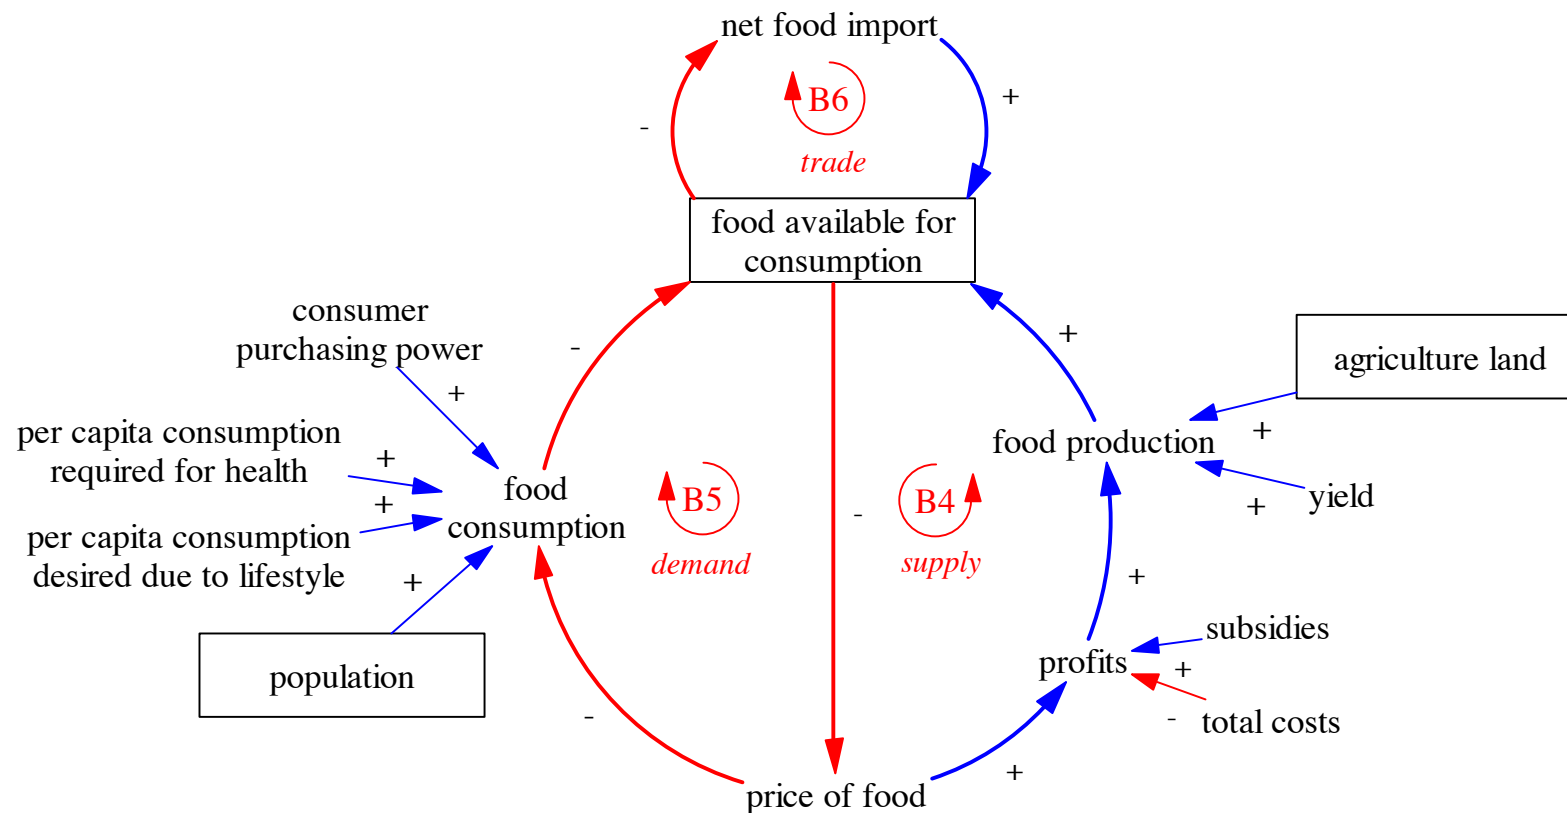 net food import
+
B6
-
trade
food available for
consumption
consumer
purchasing power
+
-
+
agriculture land
per capita consumption
required for health
+
+
food production
+
yield
+
per capita consumption
desired due to lifestyle
+
food
consumption
B5
demand
-
B4
supply
population
+
subsidies
profits
+
-
total costs
-
+
price of food